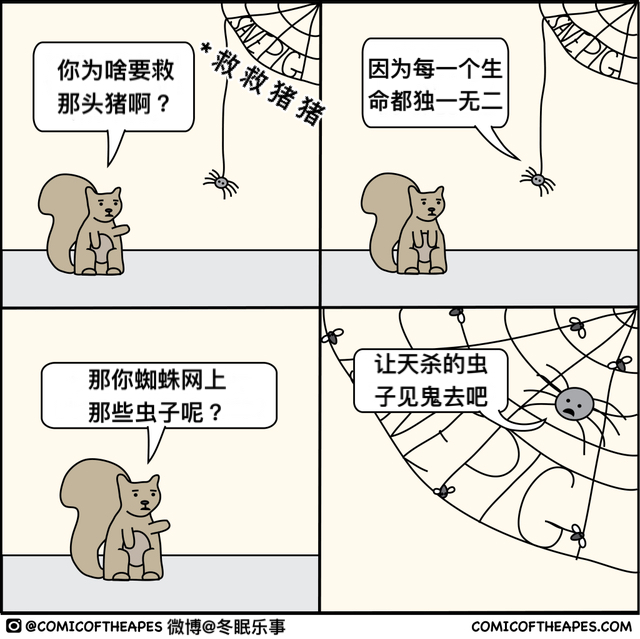 SAVE PIG!
*救救猪猪
你为啥要救
那头猪啊？
SAVE PIG!
因为每一个生
命都独一无二
那你蜘蛛网上
那些虫子呢？
让天杀的虫
子见鬼去吧
PIG
@COMICOFTHEAPES 微博@冬眠乐事
COMICOFTHEAPES.COM